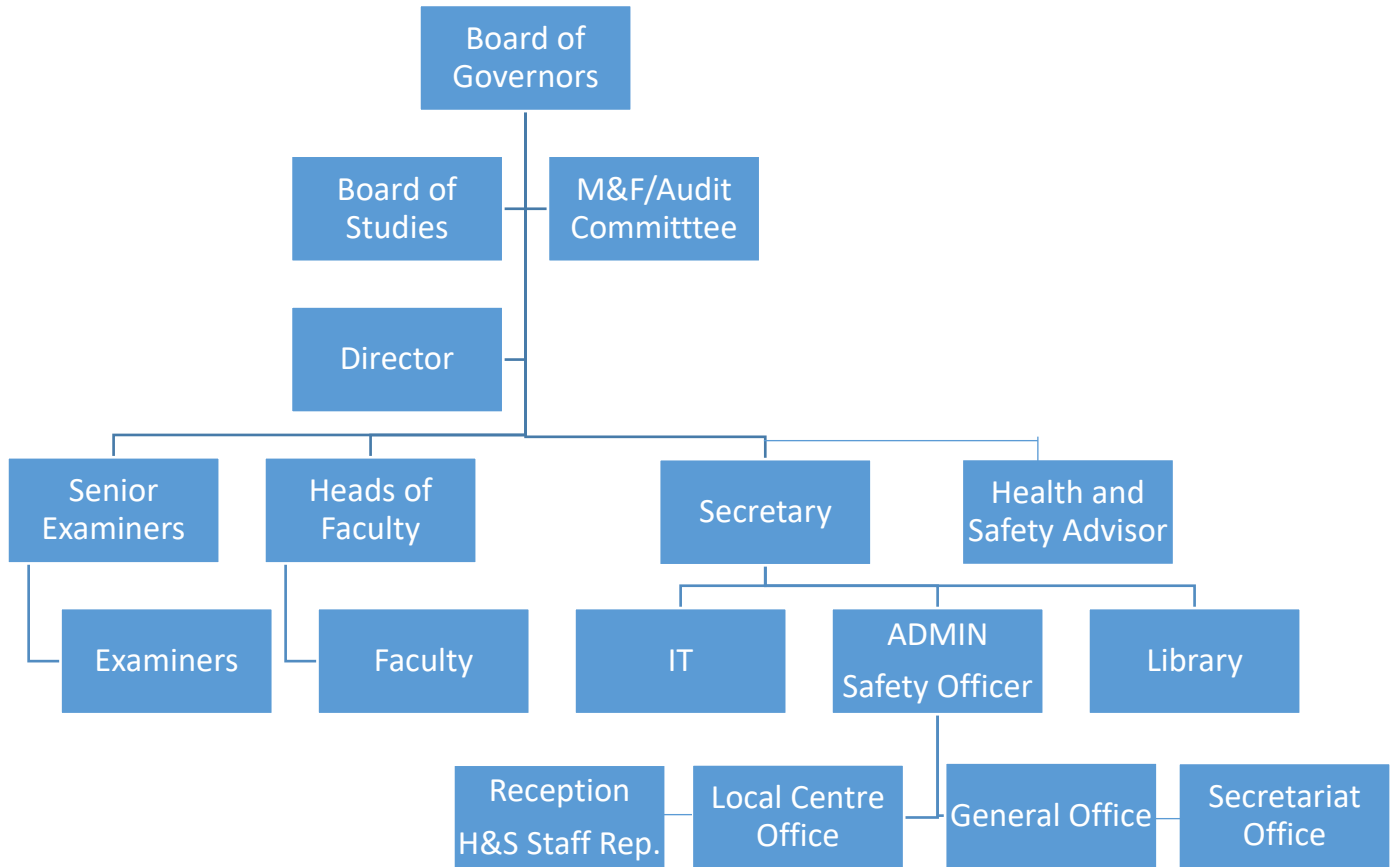 Board of
Governors
Board of
Studies
M&F/Audit
Committtee
Director
Senior
Examiners
Heads of
Faculty
Secretary
Health and
Safety Advisor
Examiners
Faculty
IT
ADMIN
Safety Officer
Library
Reception
H&S Staff Rep.
Local Centre
Office
General Office
Secretariat
Office